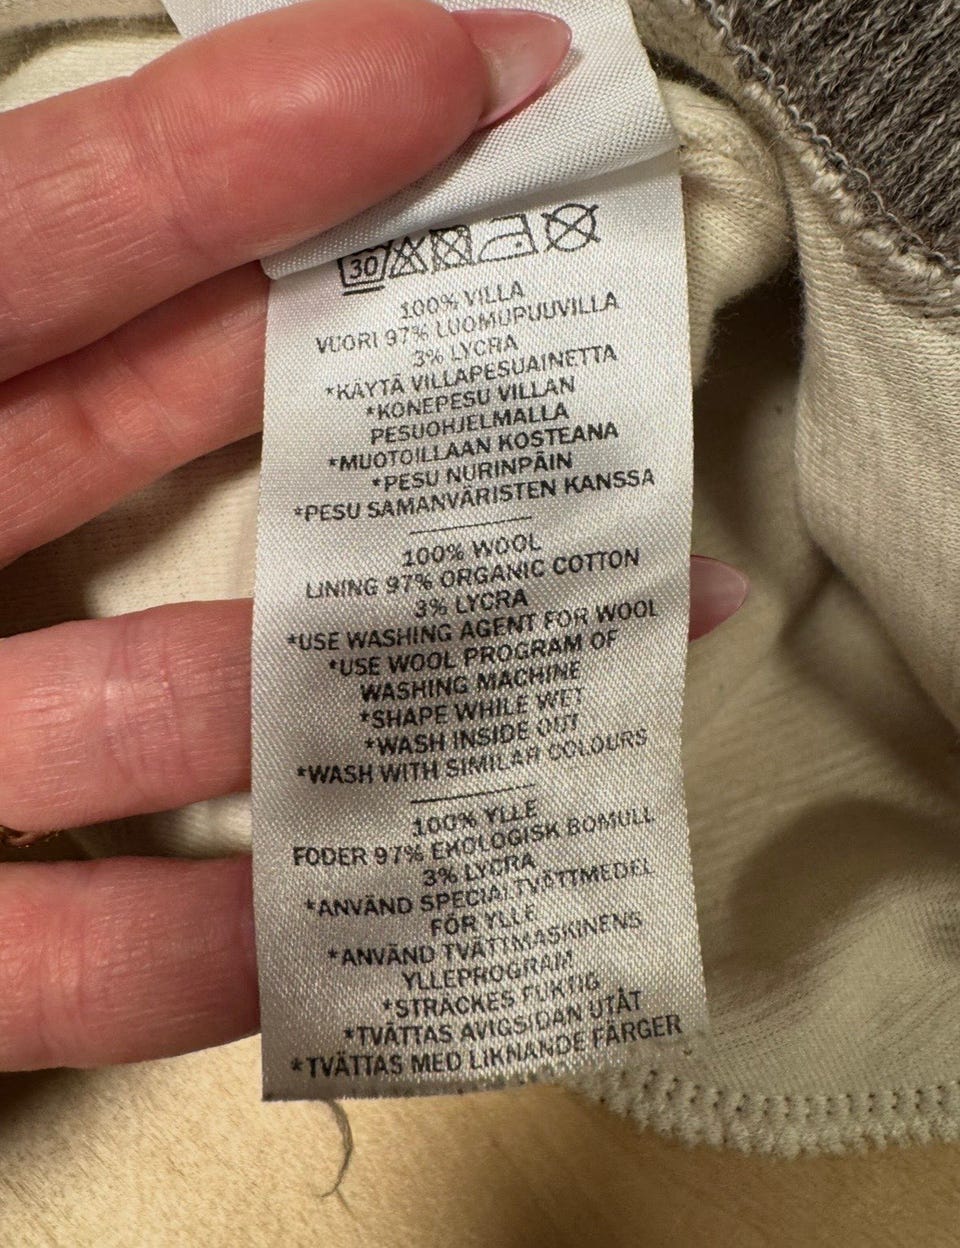 30
100% VILLA
VUORI 97% LUOMUPUUVILLA
3% LYCRA
*KÄYTÄ VILLAPESUAINETTA
*KONEPESU VILLAN
PESUOHJELMALLA
*MUOTOILLAAN KOSTEANA
*PESU NURINPÄIN
*PESU SAMANVÄRISTEN KANSSA
100% WOOL
LINING 97% ORGANIC COTTON
3% LYCRA
*USE WASHING AGENT FOR WOOL
*USE WOOL PROGRAM OF
WASHING MACHINE
*SHAPE WHILE WET
*WASH INSIDE OUT
*WASH WITH SIMILAR COLOURS
100% YLLE
FODER 97% EKOLOGISK BOMULL
3% LYCRA
*ANVÄND SPECIALTVÄTTMEDEL
FÖR YLLE
*ANVÄND TVÄTTMASKINENS
YLLEPROGRAM
*STRÄCKES FUKTIG
*TVÄTTAS AVIGSIDAN UTÅT
*TVÄTTAS MED LIKNANDE FÄRGER